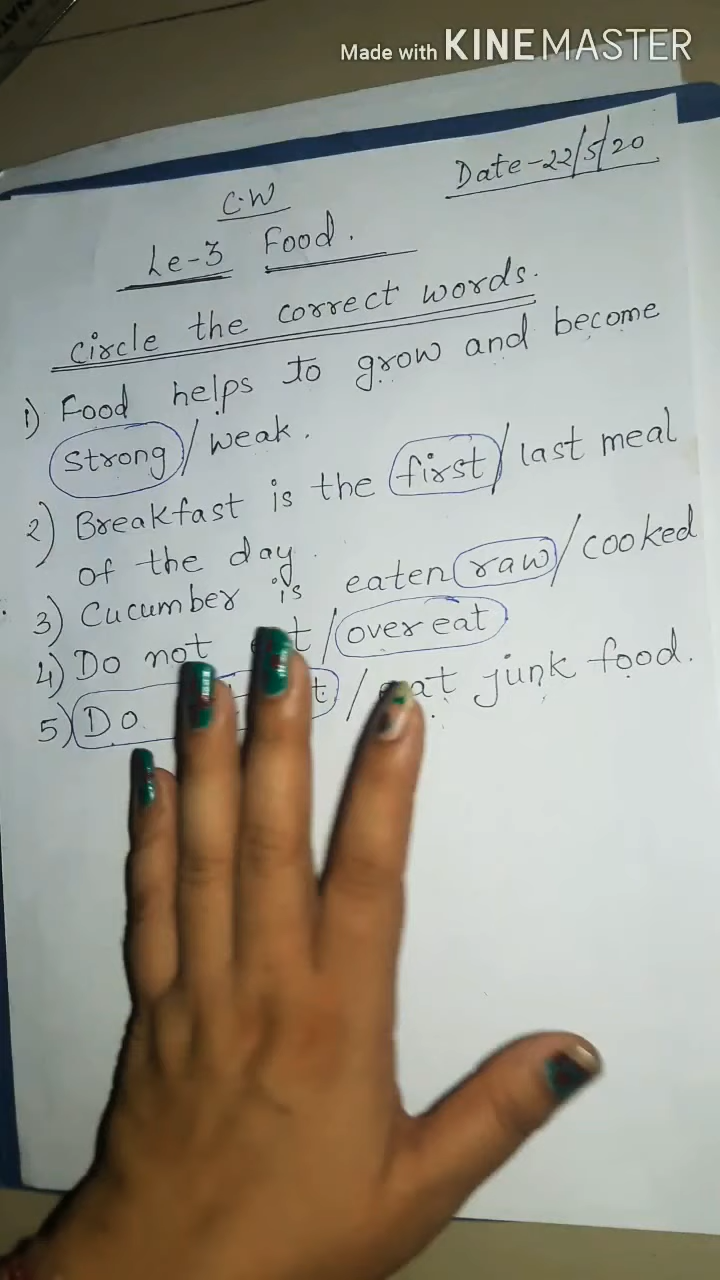 Made with KINEMASTER
C.W
Date-22/5/20
Le-3 Food.
Circle the correct words.
1) Food helps to grow and become
strong / weak.
2) Breakfast is the first / last meal
of the day.
3) Cucumber is eaten raw / cooked
4) Do not / overeat
5) Do / eat junk food.